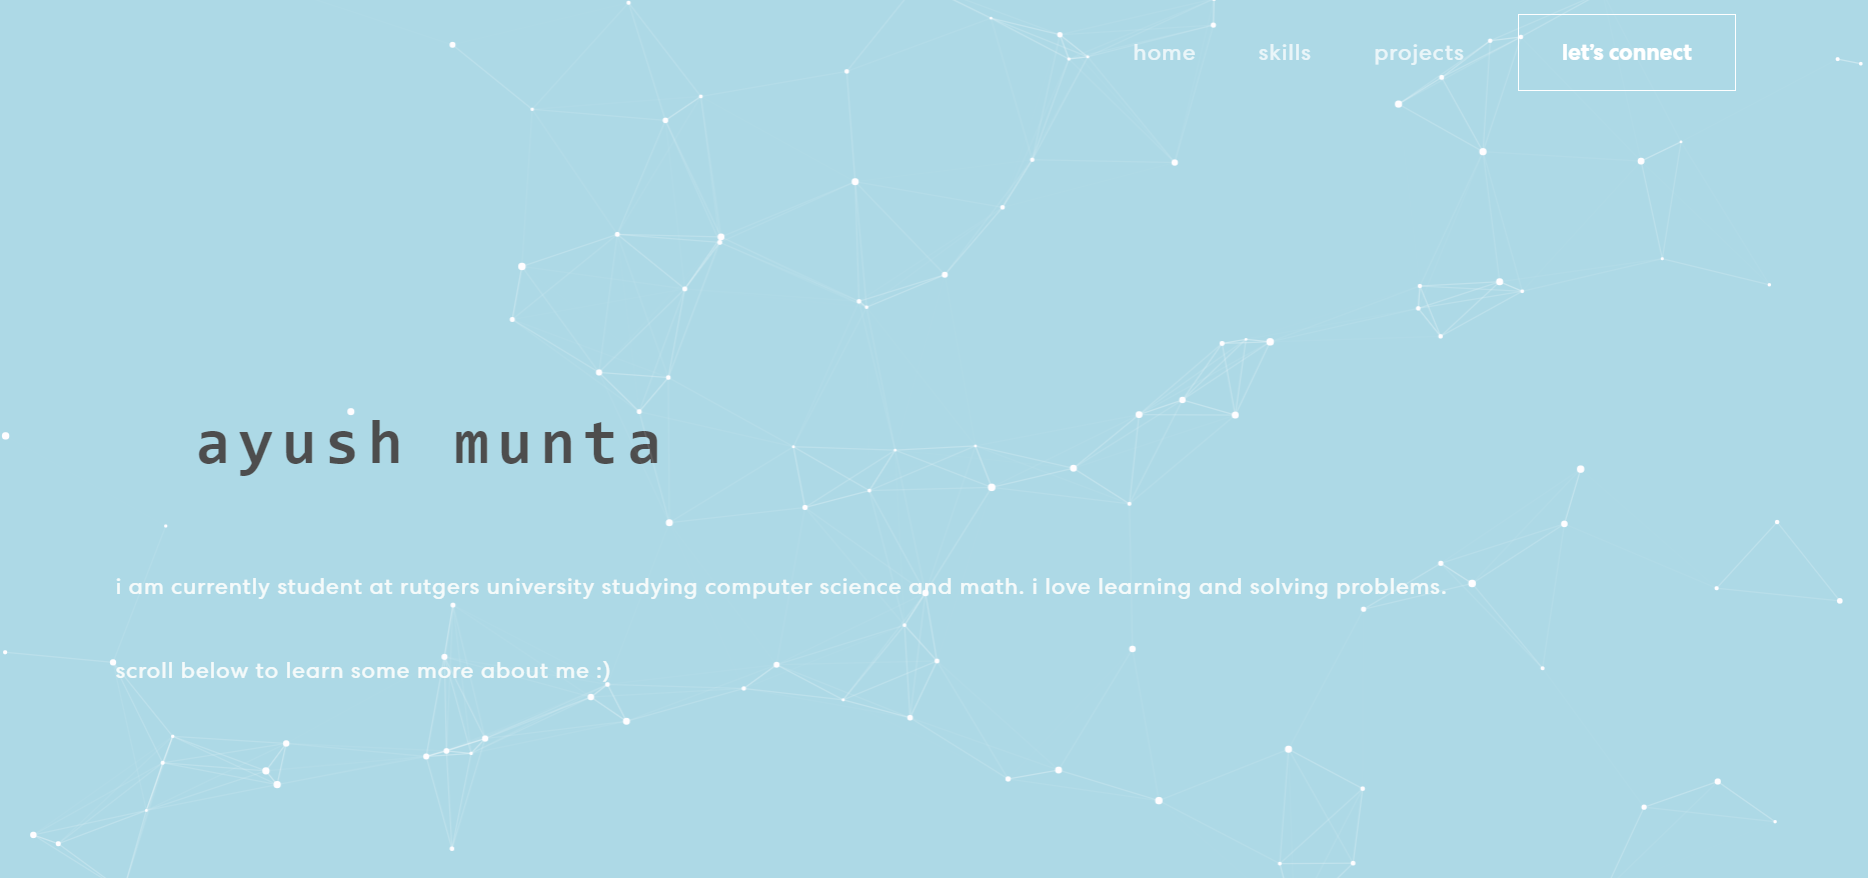 home skills projects let's connect
ayush munta
i am currently student at rutgers university studying computer science and math. i love learning and solving problems.
scroll below to learn some more about me :)